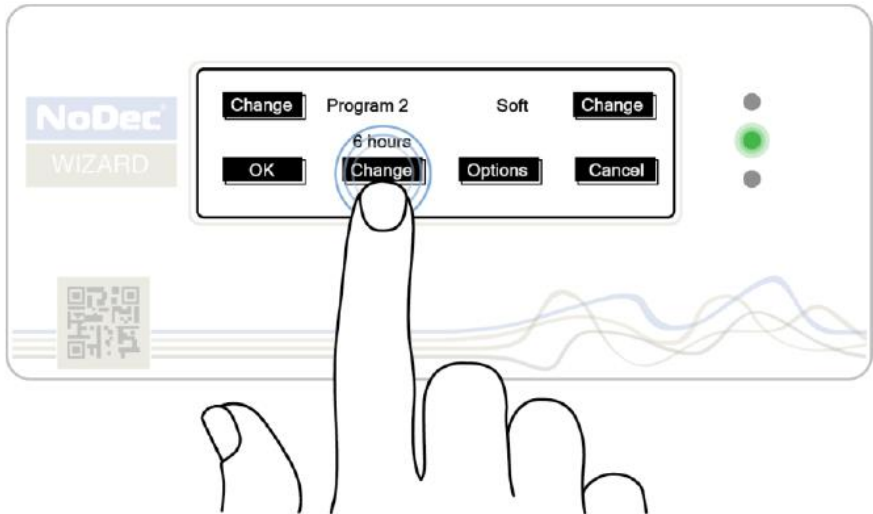 NoDec
WIZARD
Change Program 2 Soft Change
6 hours
OK Change Options Cancel